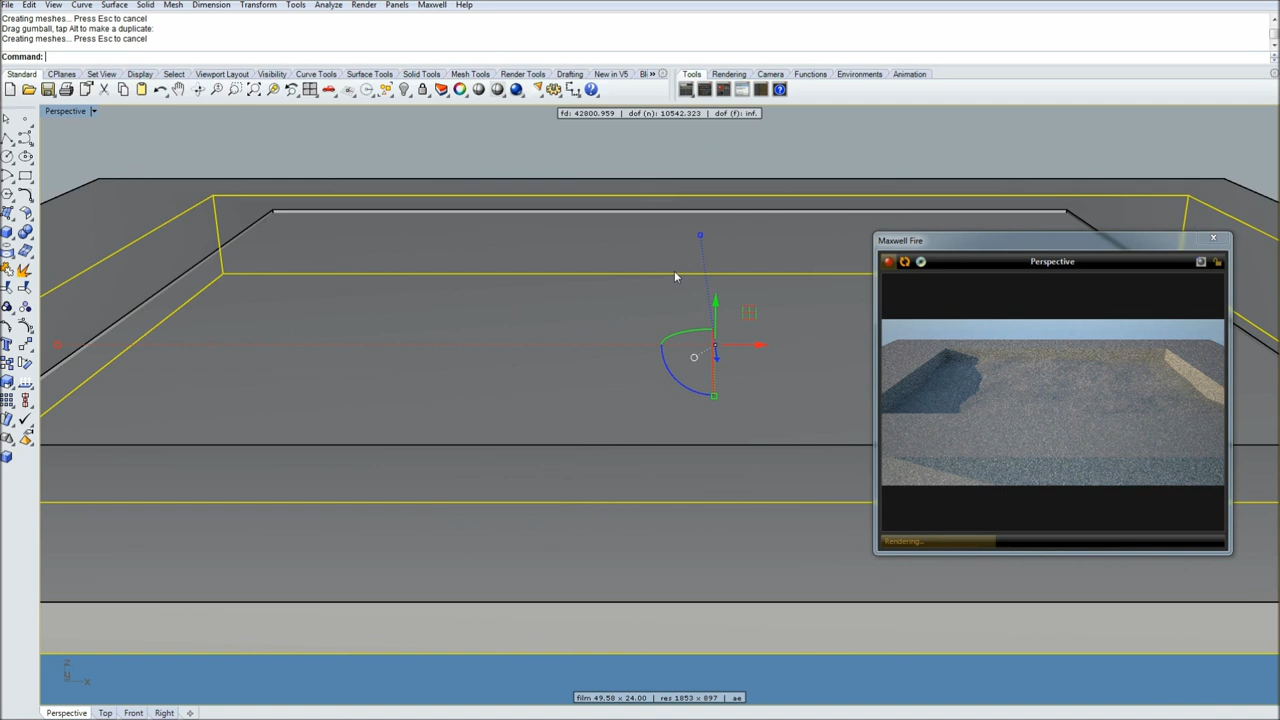 File Edit View Curve Surface Solid Mesh Dimension Transform Tools Analyze Render Panels Maxwell Help
Creating meshes... Press Esc to cancel
Drag gumball, tap Alt to make a duplicate:
Creating meshes... Press Esc to cancel
Command:
Standard CPlanes Set View Display Select Viewport Layout Visibility Curve Tools Surface Tools Solid Tools Mesh Tools Render Tools Drafting New in V5 Bl » Tools Rendering Camera Functions Environments Animation
Perspective
fd: 42800.959 | dof (n): 10542.323 | dof (f): inf.
Maxwell Fire
Perspective
Rendering...
z
y x
film 49.58 x 24.00 | res 1853 x 897 | ae
Perspective Top Front Right